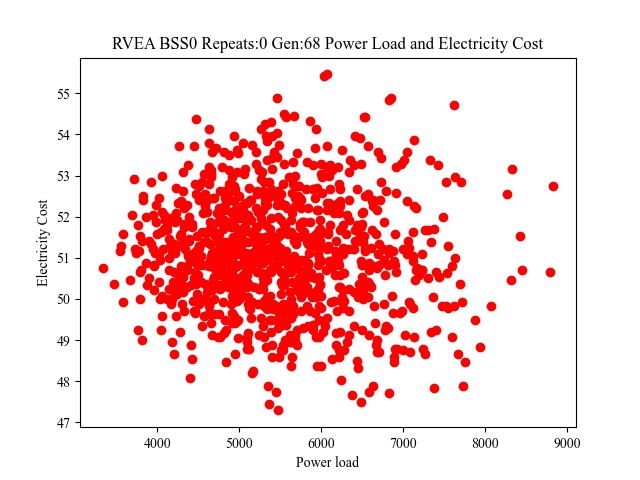 RVEA BSS0 Repeats:0 Gen:68 Power Load and Electricity Cost
55
54
53
52
51
50
49
48
47
Electricity Cost
4000 5000 6000 7000 8000 9000
Power load